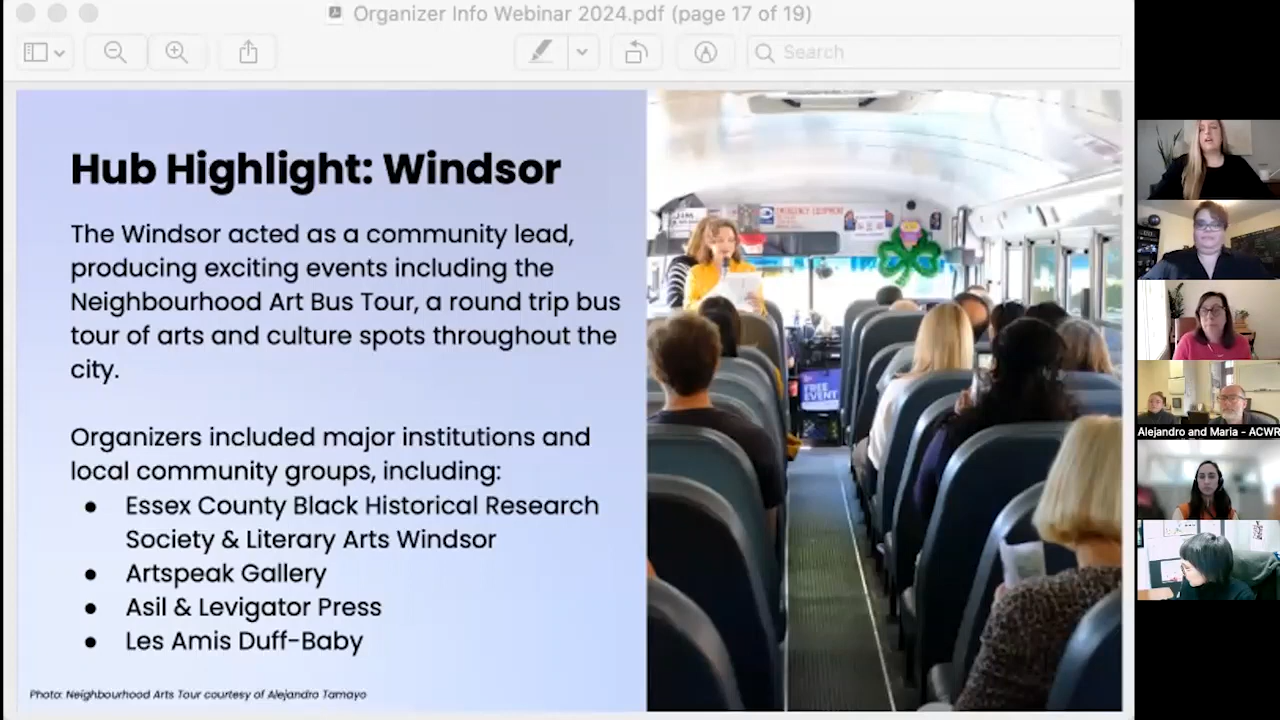 Organizer Info Webinar 2024.pdf (page 17 of 19)
Search
Hub Highlight: Windsor
The Windsor acted as a community lead,
producing exciting events including the
Neighbourhood Art Bus Tour, a round trip bus
tour of arts and culture spots throughout the
city.
Organizers included major institutions and
local community groups, including:
● Essex County Black Historical Research
Society & Literary Arts Windsor
● Artspeak Gallery
● Asil & Levigator Press
● Les Amis Duff-Baby
Photo: Neighbourhood Arts Tour courtesy of Alejandro Tamayo
EMERGENCY EQUIPMENT
FREE
EVENT
Alejandro and Maria - ACWR